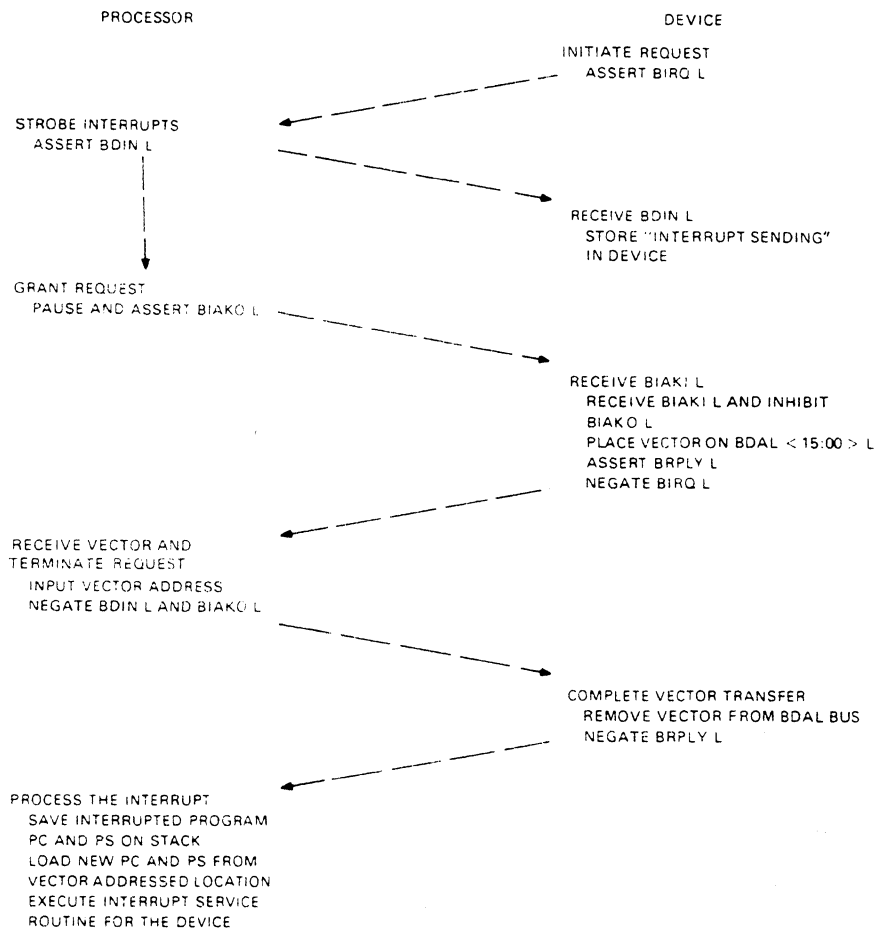 PROCESSOR
DEVICE
INITIATE REQUEST
ASSERT BIRQ L
STROBE INTERRUPTS
ASSERT BDIN L
RECEIVE BDIN L
STORE "INTERRUPT SENDING"
IN DEVICE
GRANT REQUEST
PAUSE AND ASSERT BIAKO L
RECEIVE BIAKI L
RECEIVE BIAKI L AND INHIBIT
BIAKO L
PLACE VECTOR ON BDAL < 15:00 > L
ASSERT BRPLY L
NEGATE BIRQ L
RECEIVE VECTOR AND
TERMINATE REQUEST
INPUT VECTOR ADDRESS
NEGATE BDIN L AND BIAKO L
COMPLETE VECTOR TRANSFER
REMOVE VECTOR FROM BDAL BUS
NEGATE BRPLY L
PROCESS THE INTERRUPT
SAVE INTERRUPTED PROGRAM
PC AND PS ON STACK
LOAD NEW PC AND PS FROM
VECTOR ADDRESSED LOCATION
EXECUTE INTERRUPT SERVICE
ROUTINE FOR THE DEVICE